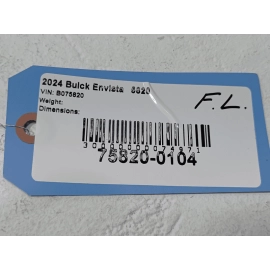 2024 Buick Envista 5820
VIN: B075820
Weight:
Dimensions:
F.L.
75820-0104